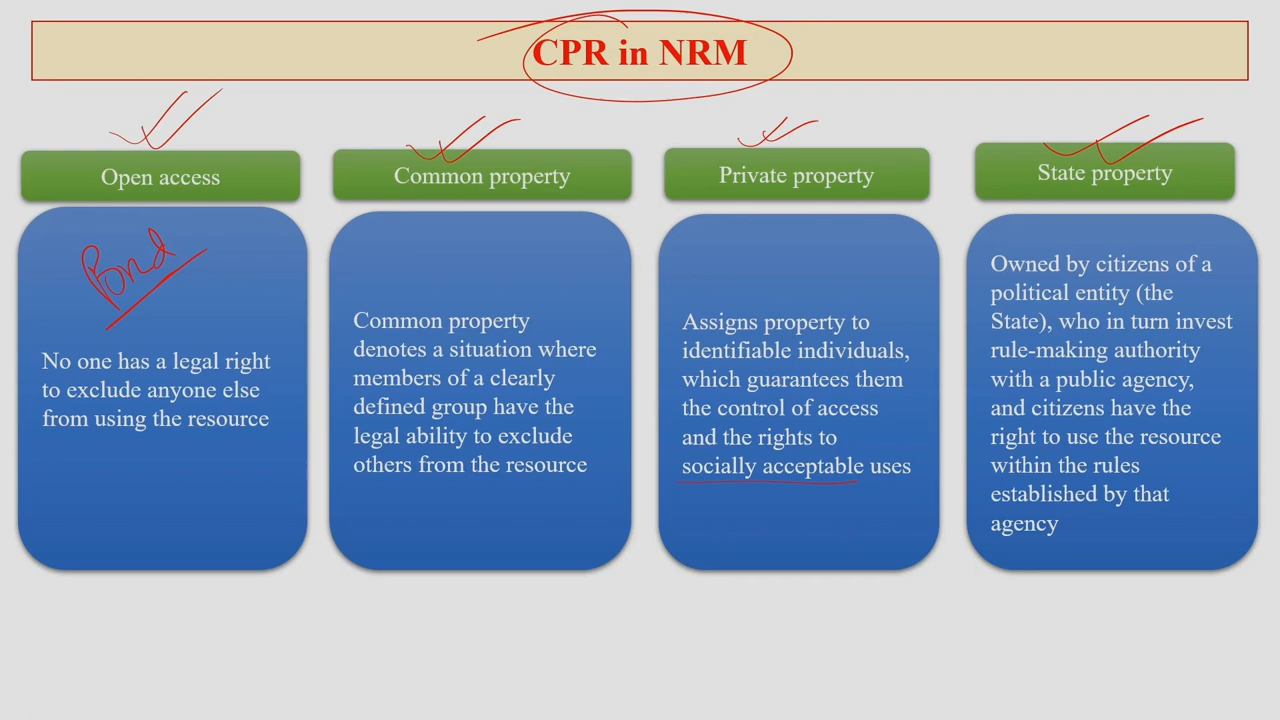 CPR in NRM
Open access
Bond
No one has a legal right
to exclude anyone else
from using the resource
Common property
Common property
denotes a situation where
members of a clearly
defined group have the
legal ability to exclude
others from the resource
Private property
Assigns property to
identifiable individuals,
which guarantees them
the control of access
and the rights to
socially acceptable uses
State property
Owned by citizens of a
political entity (the
State), who in turn invest
rule-making authority
with a public agency,
and citizens have the
right to use the resource
within the rules
established by that
agency